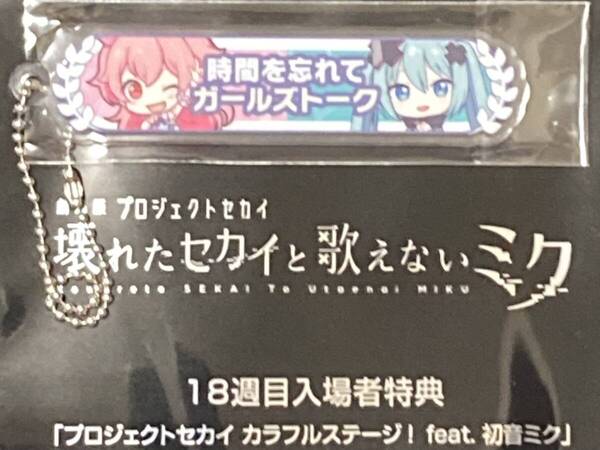 時間を忘れて
ガールズトーク
劇場版 プロジェクトセカイ
壊れたセカイと歌えないミク
Kowareta SEKAI To Utaenai MIKU
18週目入場者特典
「プロジェクトセカイ カラフルステージ！ feat. 初音ミク」